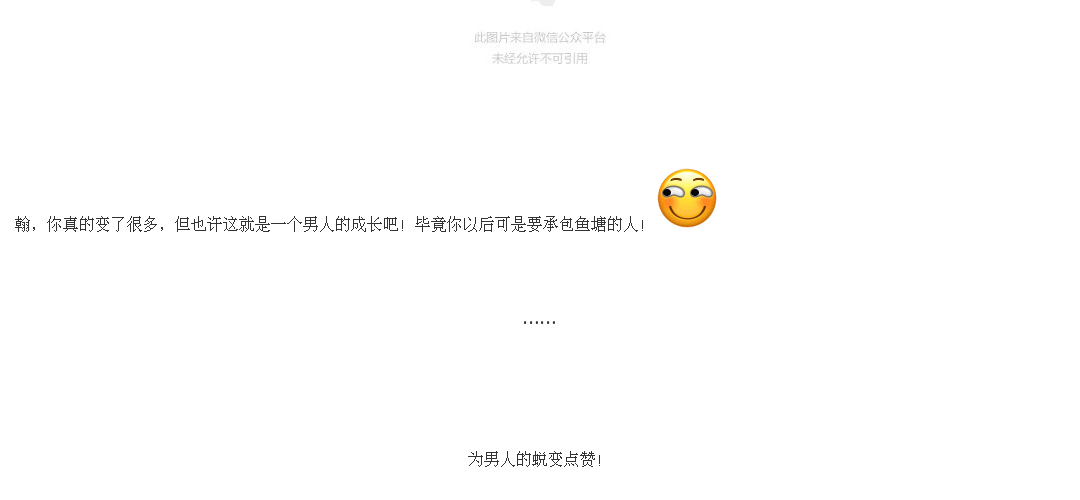 此图片来自微信公众平台
未经允许不可引用
翰，你真的变了很多，但也许这就是一个男人的成长吧！毕竟你以后可是要承包鱼塘的人！
……
为男人的蜕变点赞！